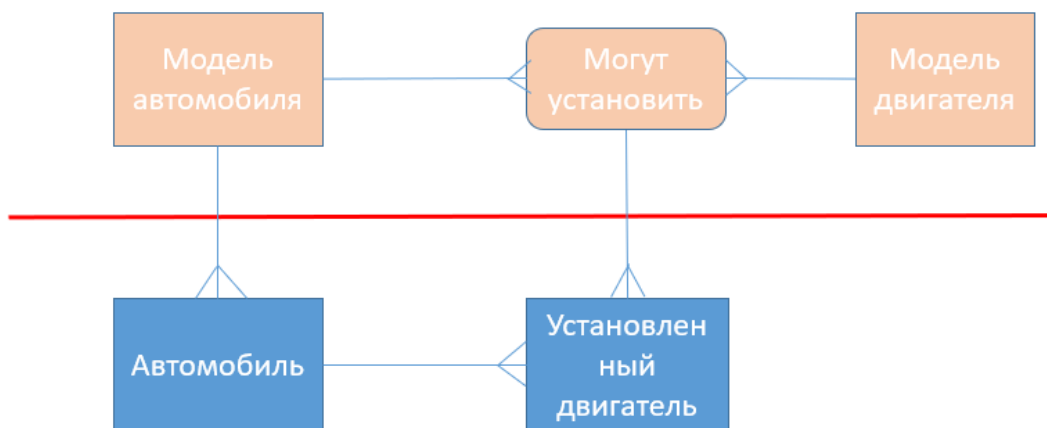 Модель
автомобиля
Могут
установить
Модель
двигателя
Автомобиль
Установлен
ный
двигатель